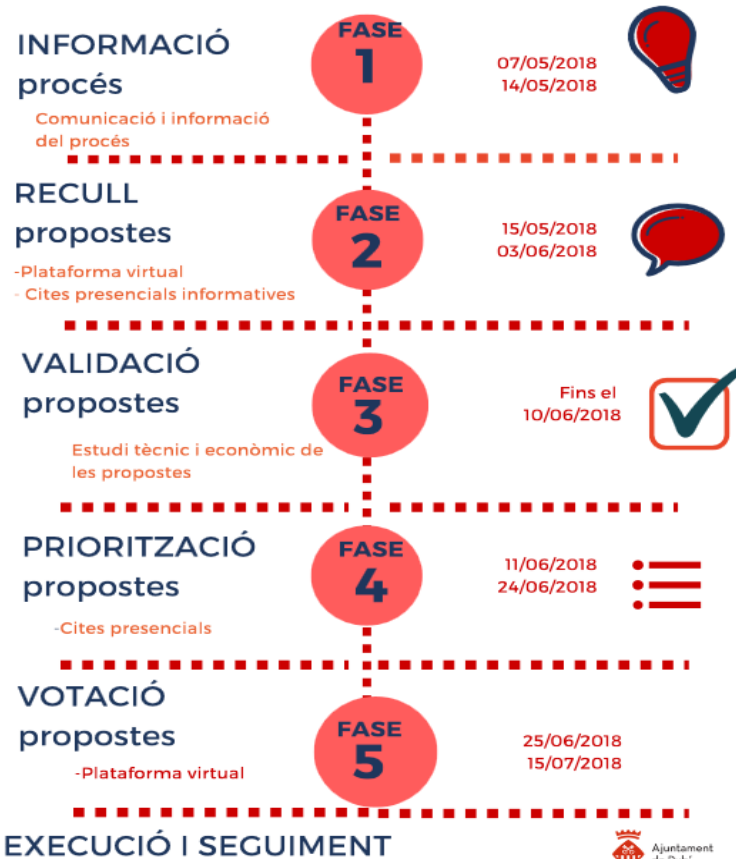 INFORMACIÓ
procés
Comunicació i informació
del procés
FASE
1
07/05/2018
14/05/2018
RECULL
propostes
-Plataforma virtual
- Cites presencials informatives
FASE
2
15/05/2018
03/06/2018
VALIDACIÓ
propostes
Estudi tècnic i econòmic de
les propostes
FASE
3
Fins el
10/06/2018
PRIORITZACIÓ
propostes
-Cites presencials
FASE
4
11/06/2018
24/06/2018
VOTACIÓ
propostes
-Plataforma virtual
FASE
5
25/06/2018
15/07/2018
EXECUCIÓ I SEGUIMENT
Ajuntament